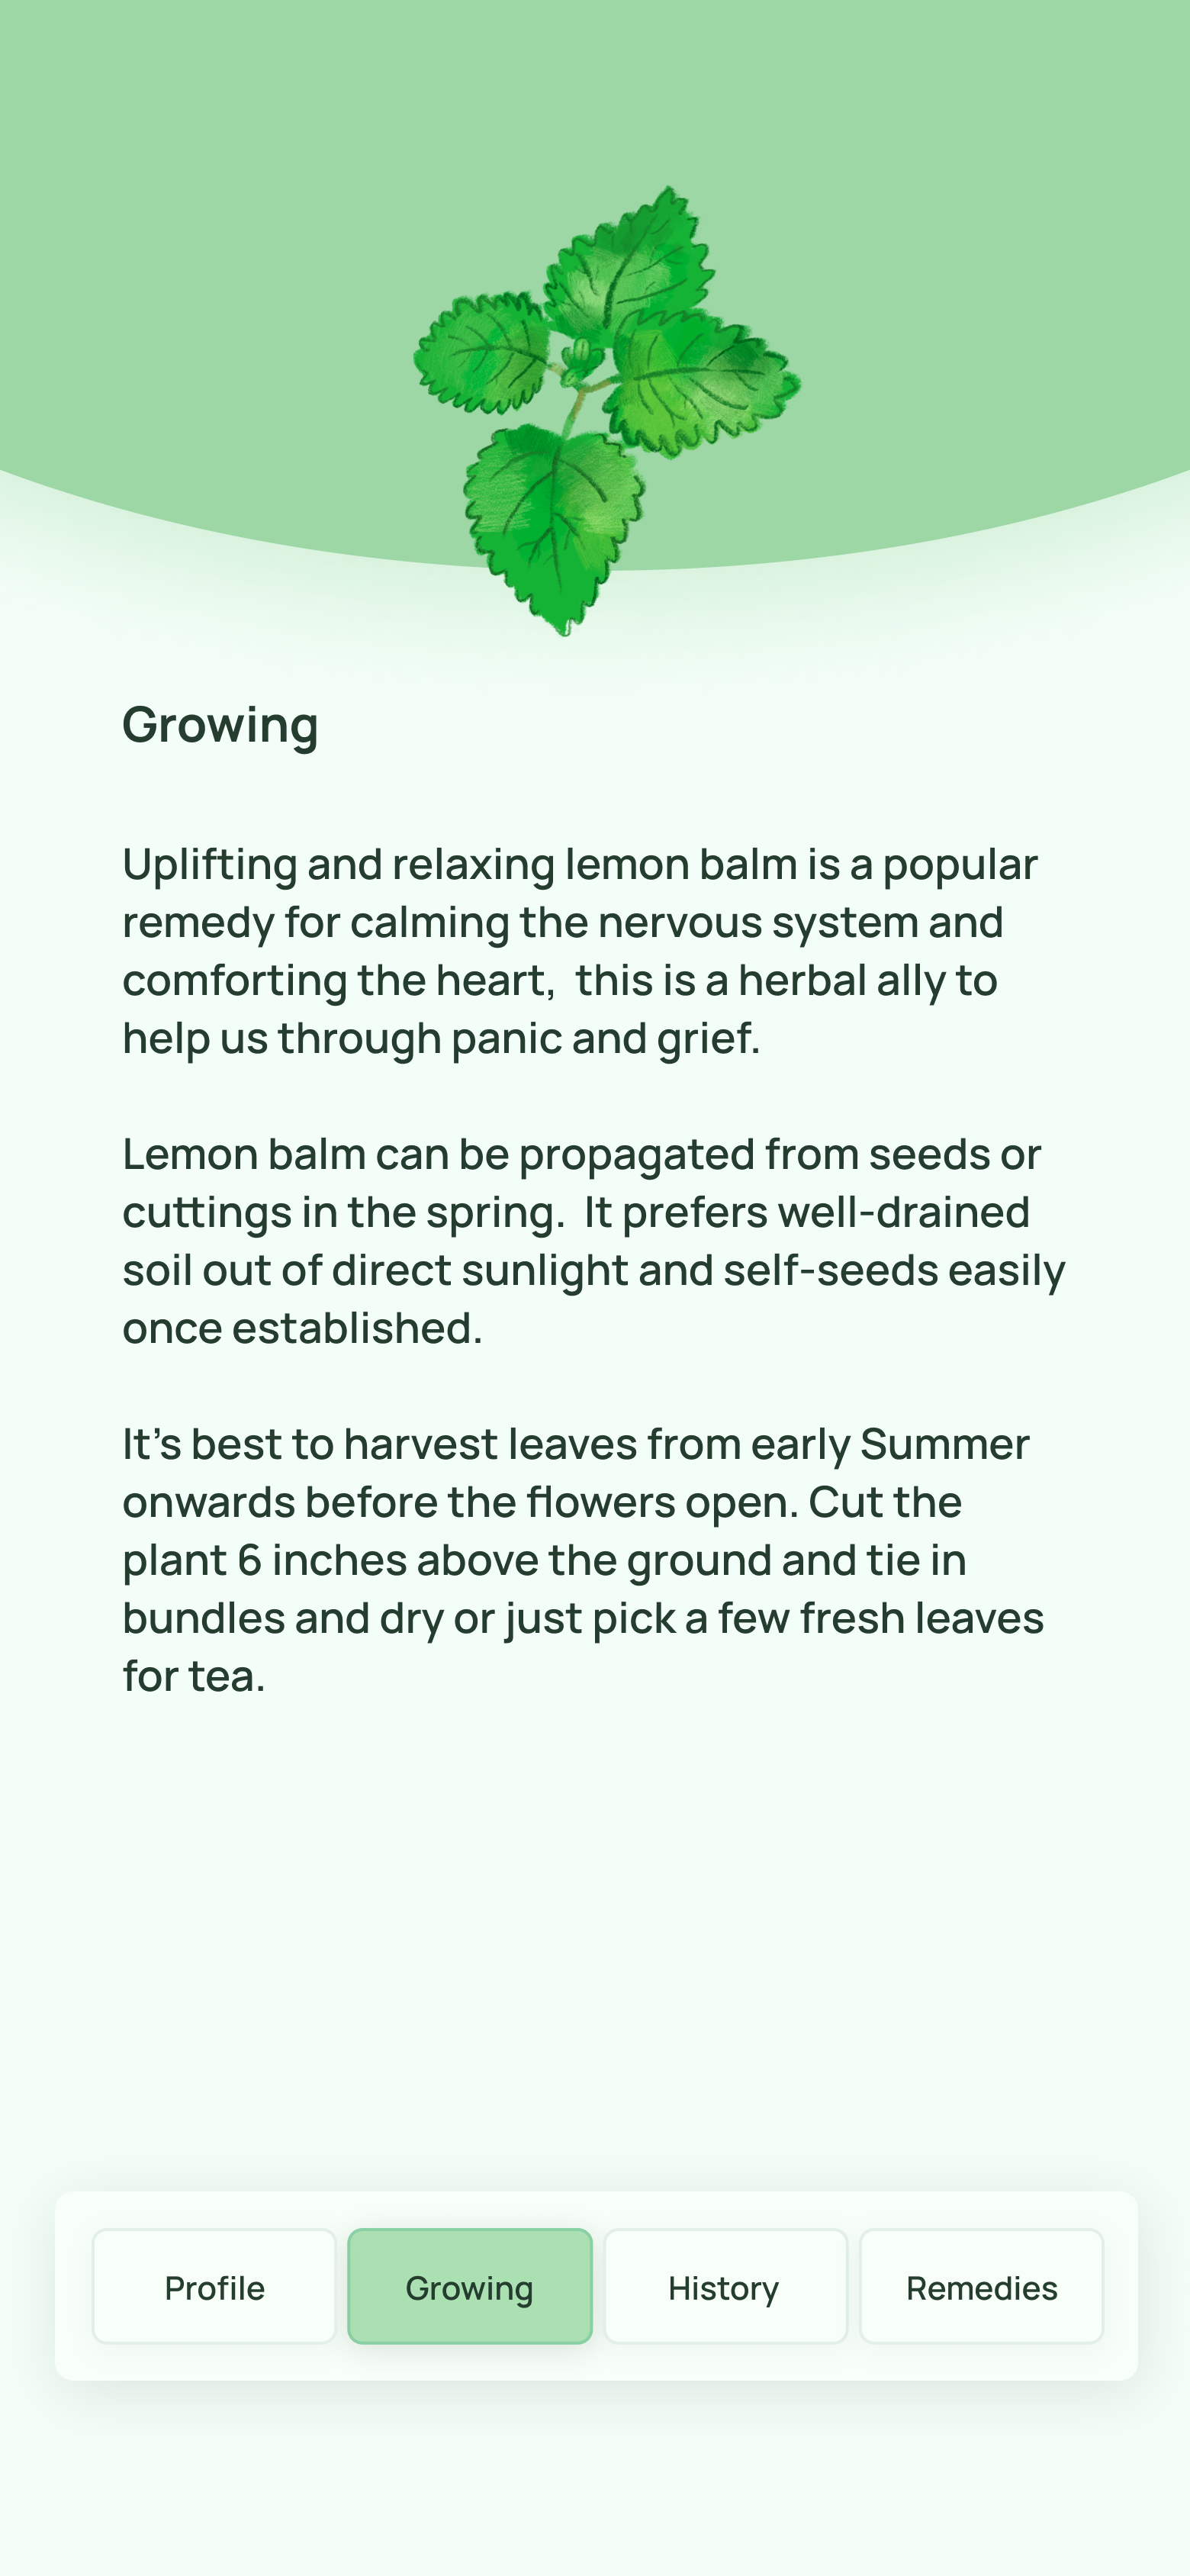 Growing
Uplifting and relaxing lemon balm is a popular
remedy for calming the nervous system and
comforting the heart,  this is a herbal ally to
help us through panic and grief.
Lemon balm can be propagated from seeds or
cuttings in the spring.  It prefers well-drained
soil out of direct sunlight and self-seeds easily
once established.
It’s best to harvest leaves from early Summer
onwards before the flowers open. Cut the
plant 6 inches above the ground and tie in
bundles and dry or just pick a few fresh leaves
for tea.
Profile
Growing
History
Remedies